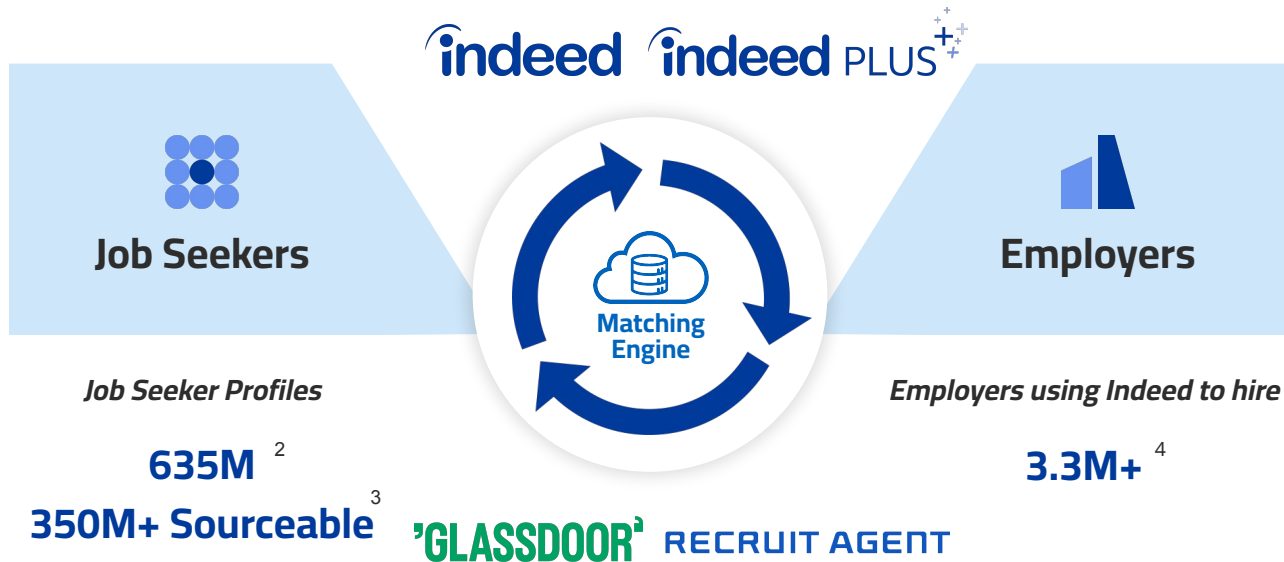 indeed indeed PLUS
Job Seekers
Matching
Engine
Employers
Job Seeker Profiles
635M 2
350M+ Sourceable 3
Employers using Indeed to hire
3.3M+ 4
GLASSDOOR RECRUIT AGENT